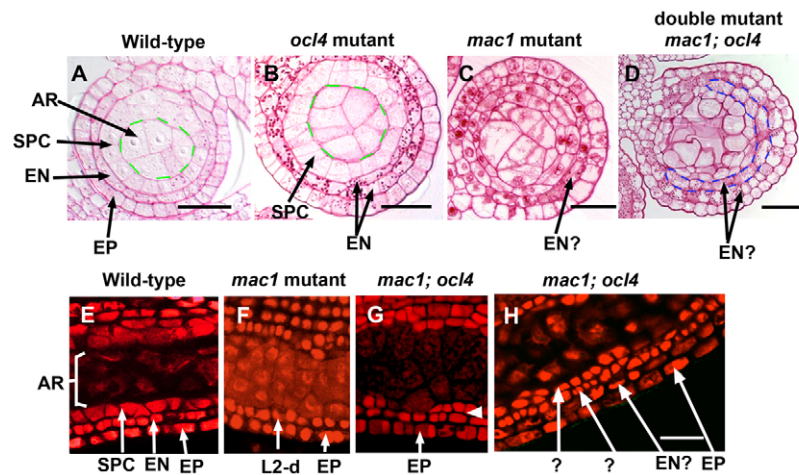 Wild-type ocl4 mutant mac1 mutant double mutant
mac1; ocl4
A B C D
AR
SPC
EN
EP
SPC
EN
EN?
EN?
Wild-type mac1 mutant mac1; ocl4 mac1; ocl4
E F G H
AR
SPC EN EP L2-d EP EP ? ? EN? EP